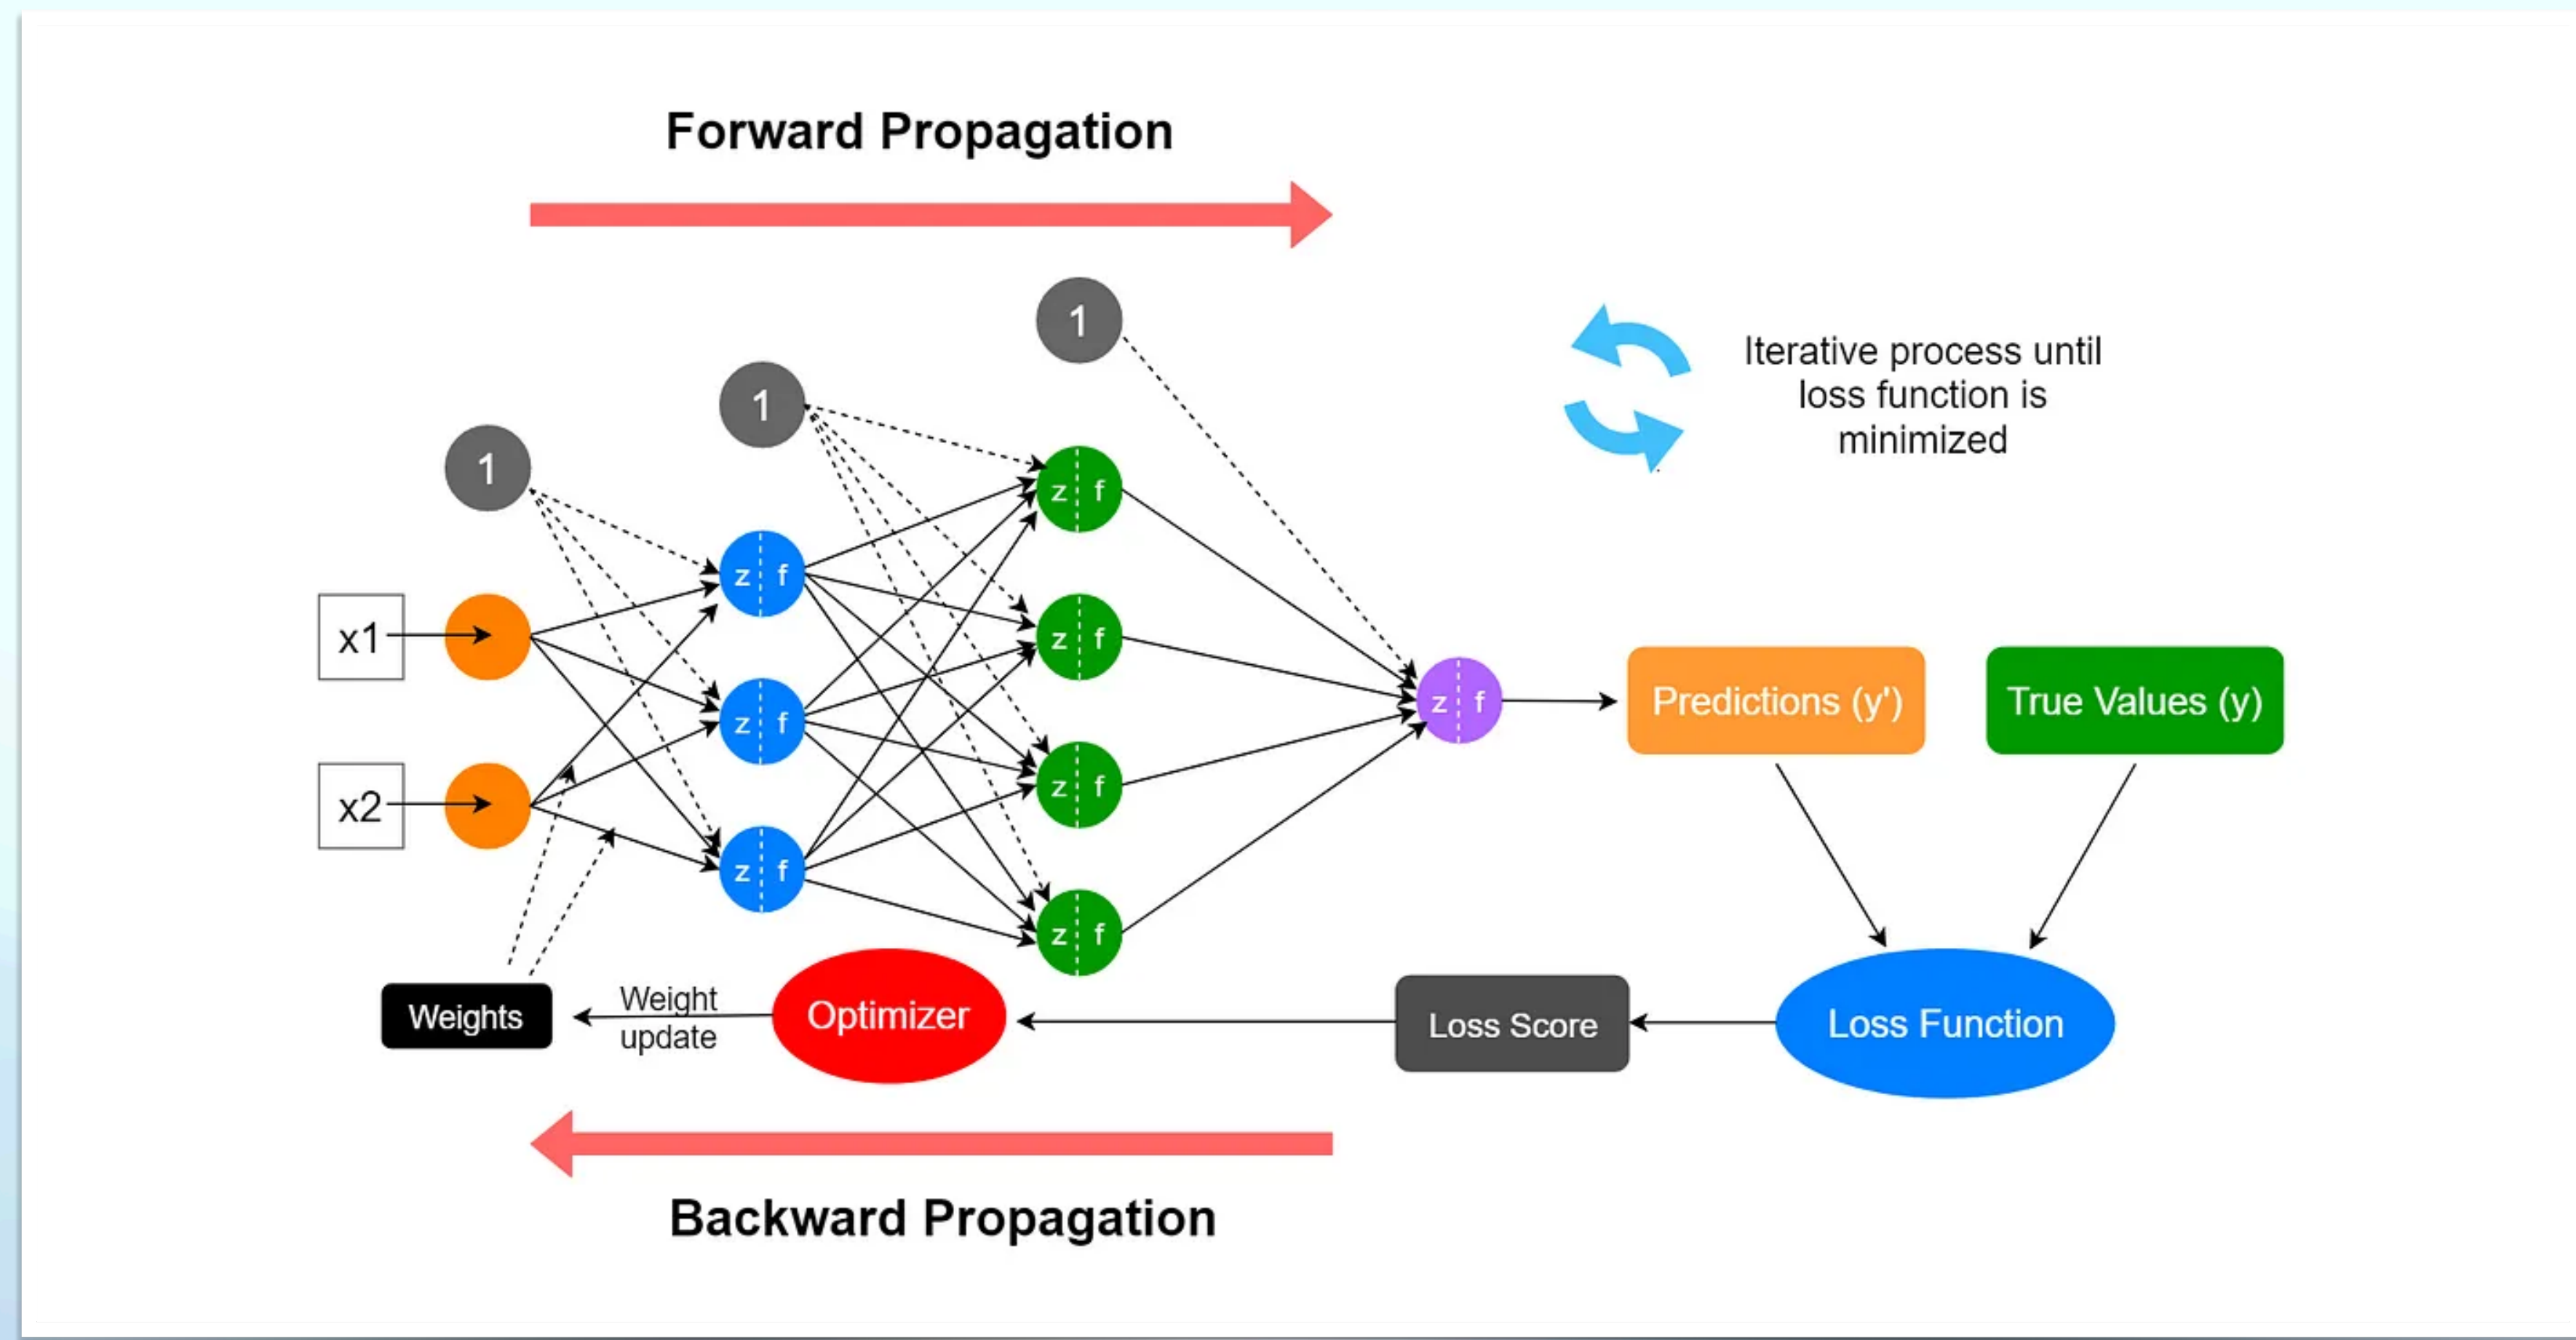 Forward Propagation
1
1
1
Iterative process until
loss function is
minimized
x1
x2
z f
z f
z f
z f
z f
z f
z f
z f
Predictions (y')
True Values (y)
Weights
Weight
update
Optimizer
Loss Score
Loss Function
Backward Propagation